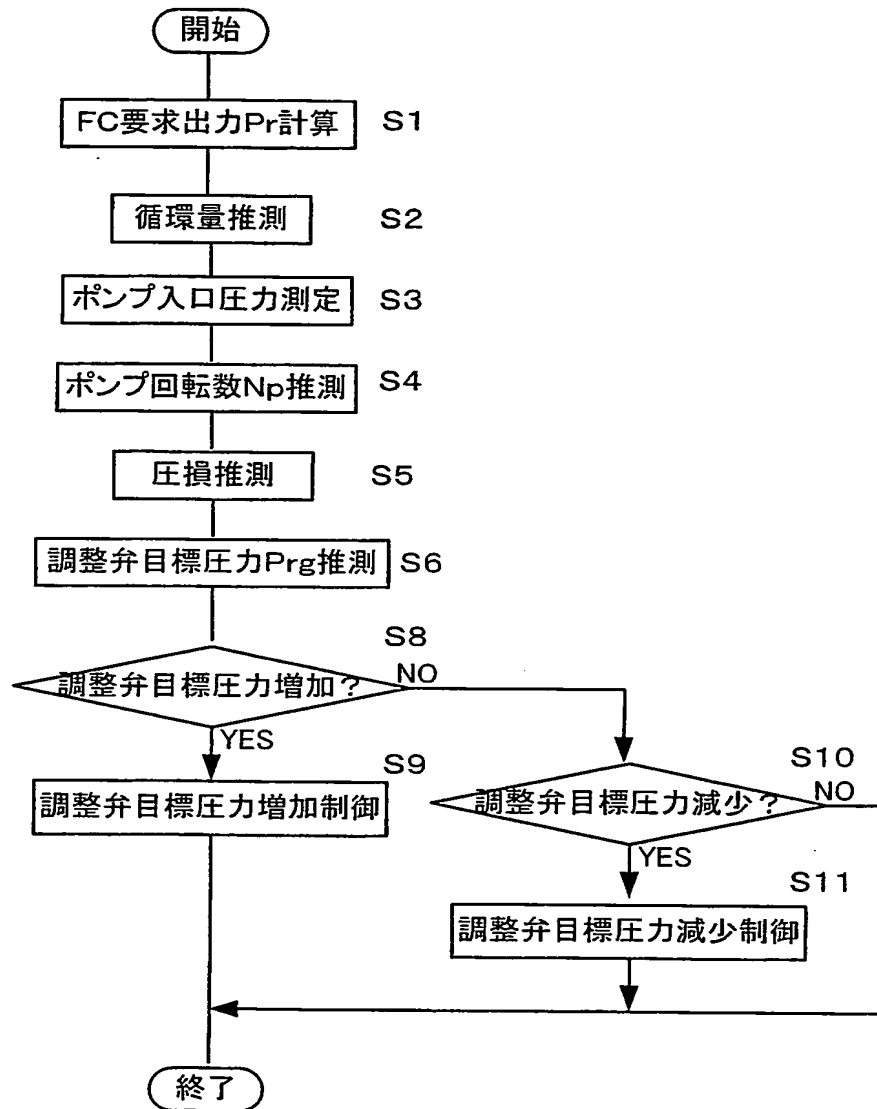 開始
FC要求出力Pr計算 S1
循環量推測 S2
ポンプ入口圧力測定 S3
ポンプ回転数Np推測 S4
圧損推測 S5
調整弁目標圧力Prg推測 S6
S8
調整弁目標圧力増加? NO
YES
S9
調整弁目標圧力増加制御
S10
調整弁目標圧力減少? NO
YES
S11
調整弁目標圧力減少制御
終了